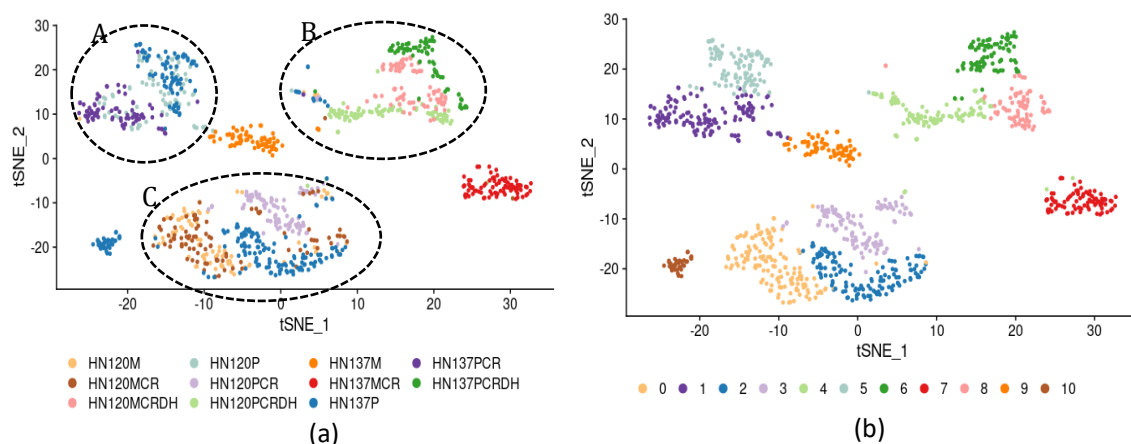 A
B
C
30
20
10
0
-10
-20
tSNE_2
-20
-10
0
10
20
30
tSNE_1
HN120M
HN120P
HN137M
HN137PCR
HN120MCR
HN120PCR
HN137MCR
HN137PCRDH
HN120MCRDH
HN120PCRDH
HN137P
(a)
30
20
10
0
-10
-20
tSNE_2
-20
-10
0
10
20
30
tSNE_1
0 1 2 3 4 5 6 7 8 9 10
(b)